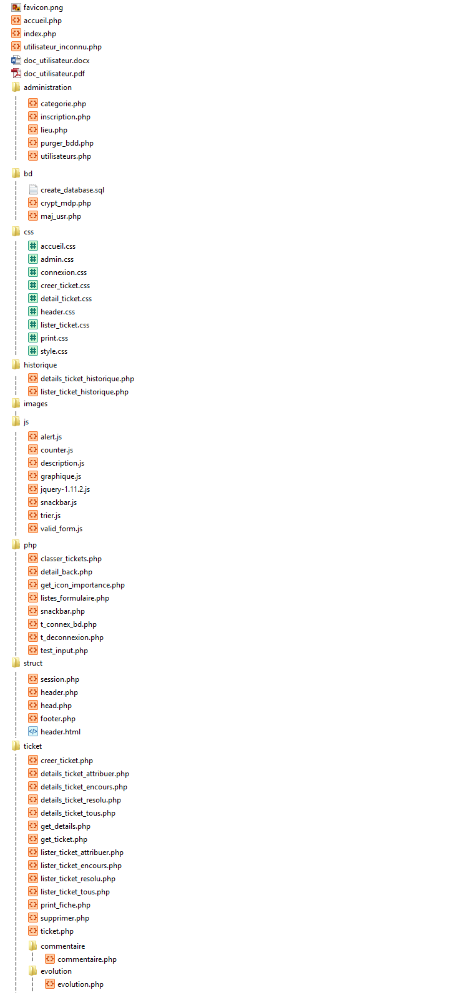 favicon.png
accueil.php
index.php
utilisateur_inconnu.php
doc_utilisateur.docx
doc_utilisateur.pdf
administration
categorie.php
inscription.php
lieu.php
purger_bdd.php
utilisateurs.php
bd
create_database.sql
crypt_mdp.php
maj_usr.php
css
accueil.css
admin.css
connexion.css
creer_ticket.css
detail_ticket.css
header.css
lister_ticket.css
print.css
style.css
historique
details_ticket_historique.php
lister_ticket_historique.php
images
js
alert.js
counter.js
description.js
graphique.js
jquery-1.11.2.js
snackbar.js
trier.js
valid_form.js
php
classer_tickets.php
detail_back.php
get_icon_importance.php
listes_formulaire.php
snackbar.php
t_connex_bd.php
t_deconnexion.php
test_input.php
struct
session.php
header.php
head.php
footer.php
header.html
ticket
creer_ticket.php
details_ticket_attribuer.php
details_ticket_encours.php
details_ticket_resolu.php
details_ticket_tous.php
get_details.php
get_ticket.php
lister_ticket_attribuer.php
lister_ticket_encours.php
lister_ticket_resolu.php
lister_ticket_tous.php
print_fiche.php
supprimer.php
ticket.php
commentaire
commentaire.php
evolution
evolution.php